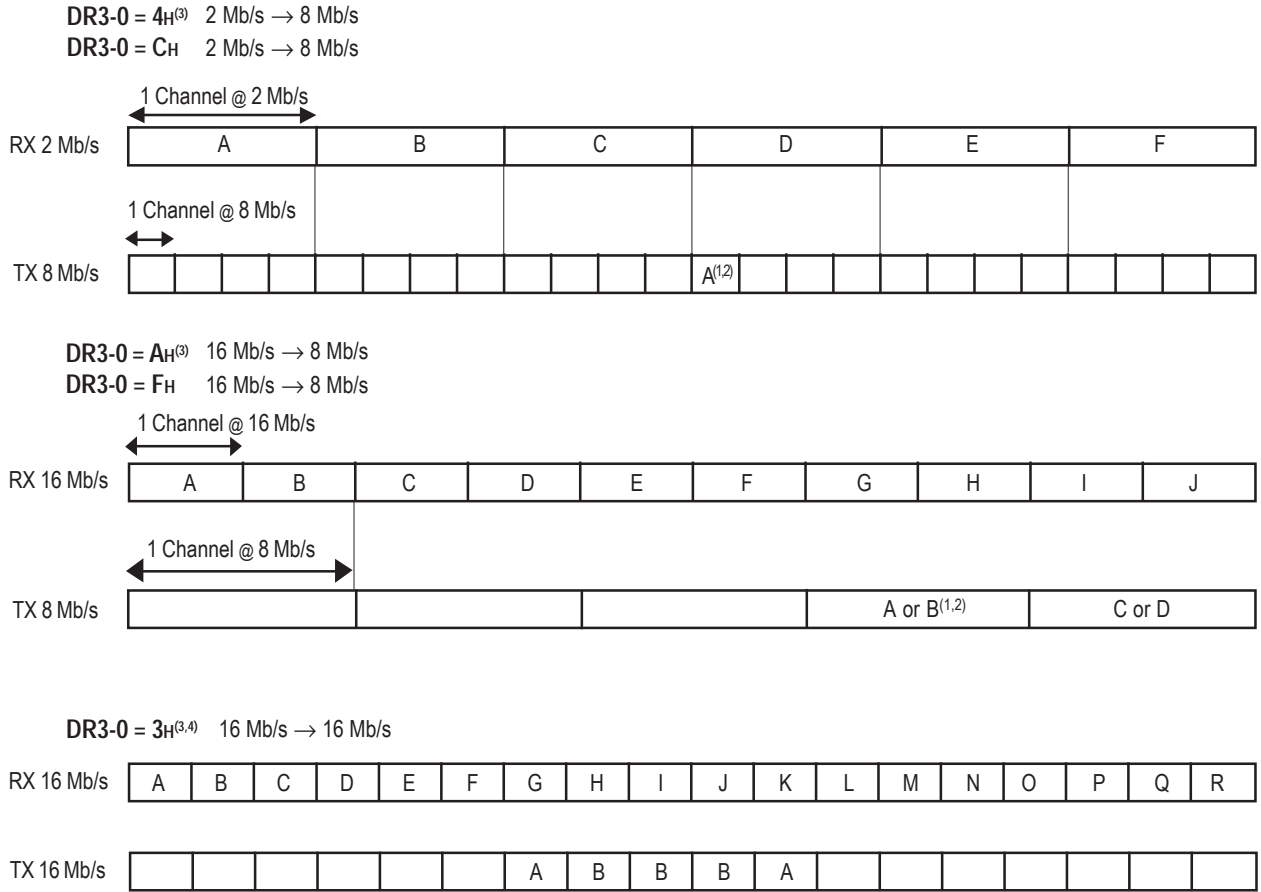 DR3-0 = 4H(3) 2 Mb/s → 8 Mb/s
DR3-0 = CH 2 Mb/s → 8 Mb/s
1 Channel @ 2 Mb/s
RX 2 Mb/s A B C D E F
1 Channel @ 8 Mb/s
TX 8 Mb/s A(1,2)
DR3-0 = AH(3) 16 Mb/s → 8 Mb/s
DR3-0 = FH 16 Mb/s → 8 Mb/s
1 Channel @ 16 Mb/s
RX 16 Mb/s A B C D E F G H I J
1 Channel @ 8 Mb/s
TX 8 Mb/s A or B(1,2) C or D
DR3-0 = 3H(3,4) 16 Mb/s → 16 Mb/s
RX 16 Mb/s A B C D E F G H I J K L M N O P Q R
TX 16 Mb/s A B B B A